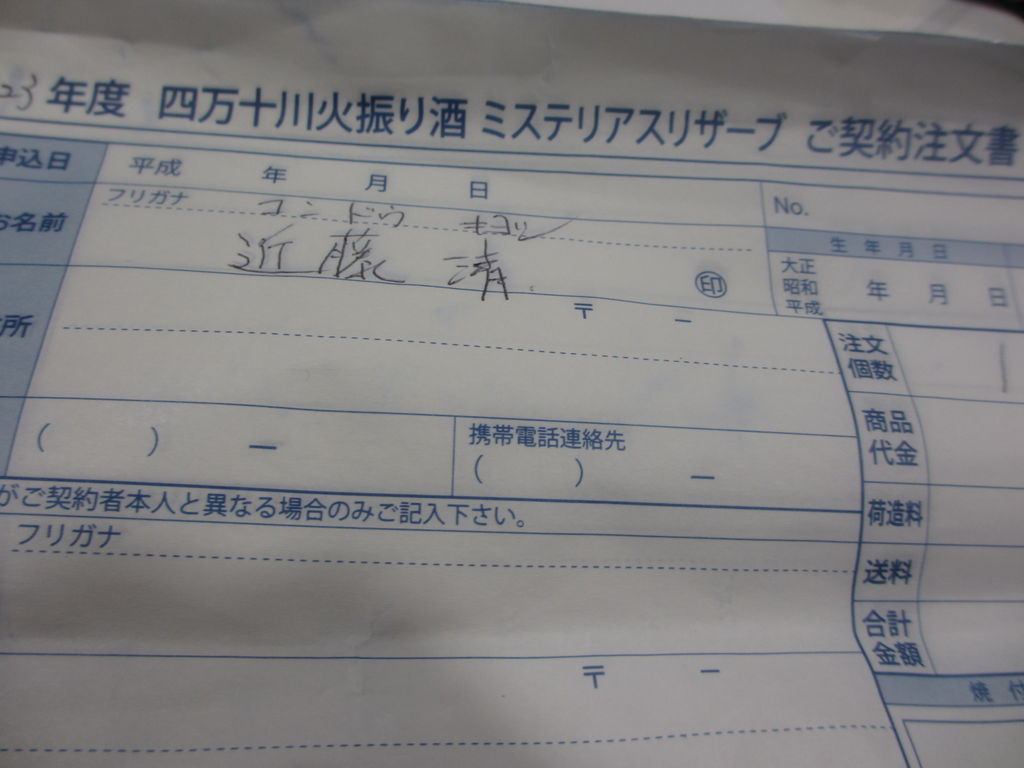 23年度 四万十川火振り酒 ミステリアスリザーブ ご契約注文書
申込日 平成 年 月 日 No.
フリガナ コンドウ キヨシ
お名前 近藤 清 ㊞
生年月日
大正 昭和 平成 年 月 日
所 〒 ー
注文個数 1
( ) ー
携帯電話連絡先
( ) ー
商品代金
がご契約者本人と異なる場合のみご記入下さい。
荷造料
フリガナ
送料
合計金額
〒 ー
焼付